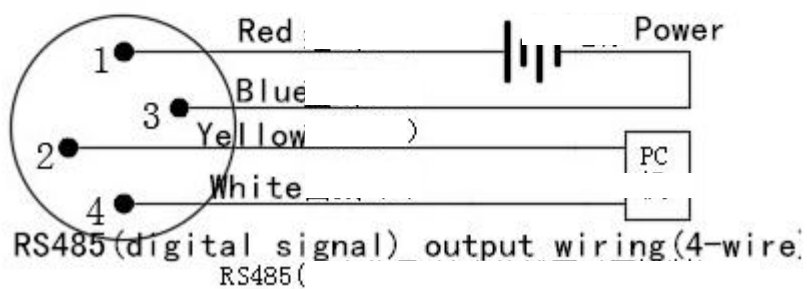 Red Power
1
Blue
3
Yellow )
2 PC
White
4
RS485(digital signal) output wiring(4-wire)
RS485(